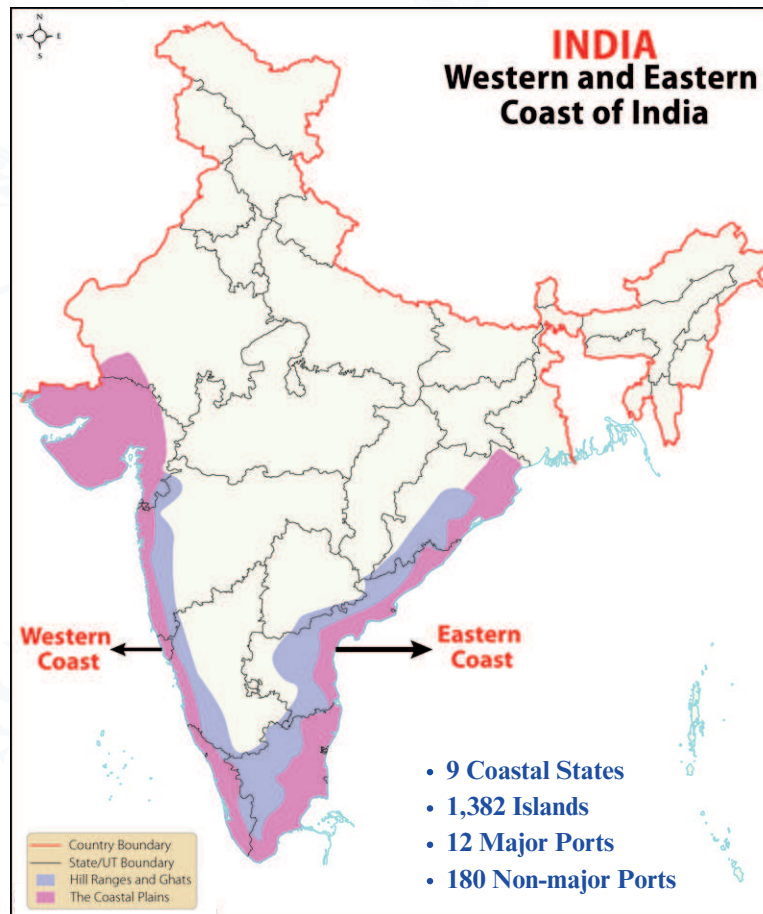 N
W E
S
INDIA
Western and Eastern
Coast of India
Western
Coast
Eastern
Coast
• 9 Coastal States
• 1,382 Islands
• 12 Major Ports
• 180 Non-major Ports
Country Boundary
State/UT Boundary
Hill Ranges and Ghats
The Coastal Plains